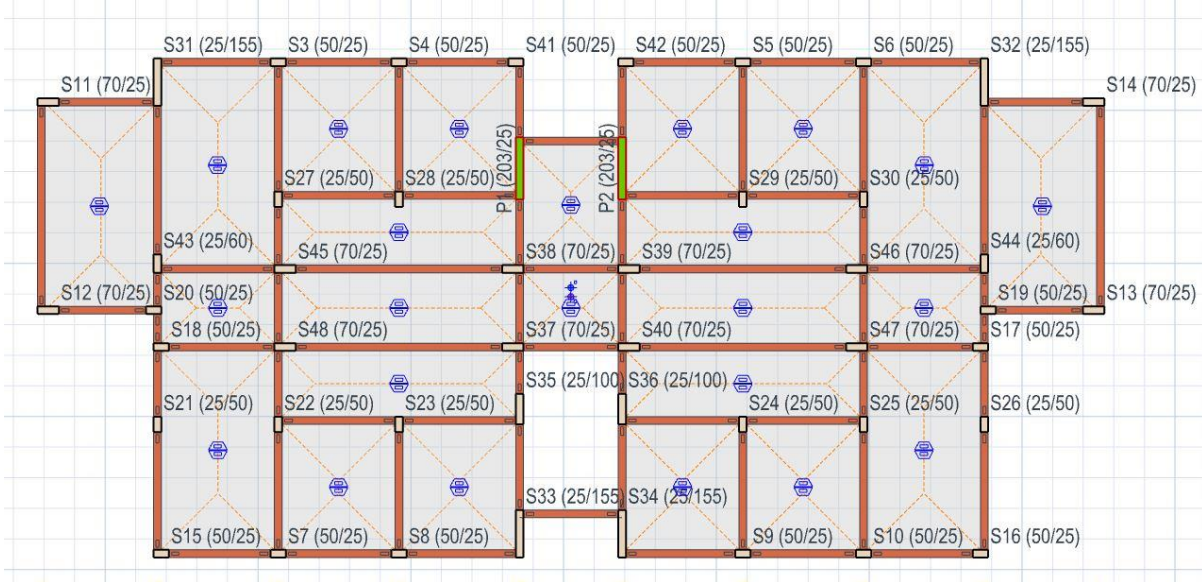 S31 (25/155) S3 (50/25) S4 (50/25) S41 (50/25) S42 (50/25) S5 (50/25) S6 (50/25) S32 (25/155)
S11 (70/25) S14 (70/25)
P1 (203/25) P2 (203/25)
S27 (25/50) S28 (25/50) S29 (25/50) S30 (25/50)
S43 (25/60) S45 (70/25) S38 (70/25) S39 (70/25) S46 (70/25) S44 (25/60)
S12 (70/25) S20 (50/25) S19 (50/25) S13 (70/25)
S18 (50/25) S48 (70/25) S37 (70/25) S40 (70/25) S47 (70/25) S17 (50/25)
S35 (25/100) S36 (25/100)
S21 (25/50) S22 (25/50) S23 (25/50) S24 (25/50) S25 (25/50) S26 (25/50)
S33 (25/155) S34 (25/155)
S15 (50/25) S7 (50/25) S8 (50/25) S9 (50/25) S10 (50/25) S16 (50/25)